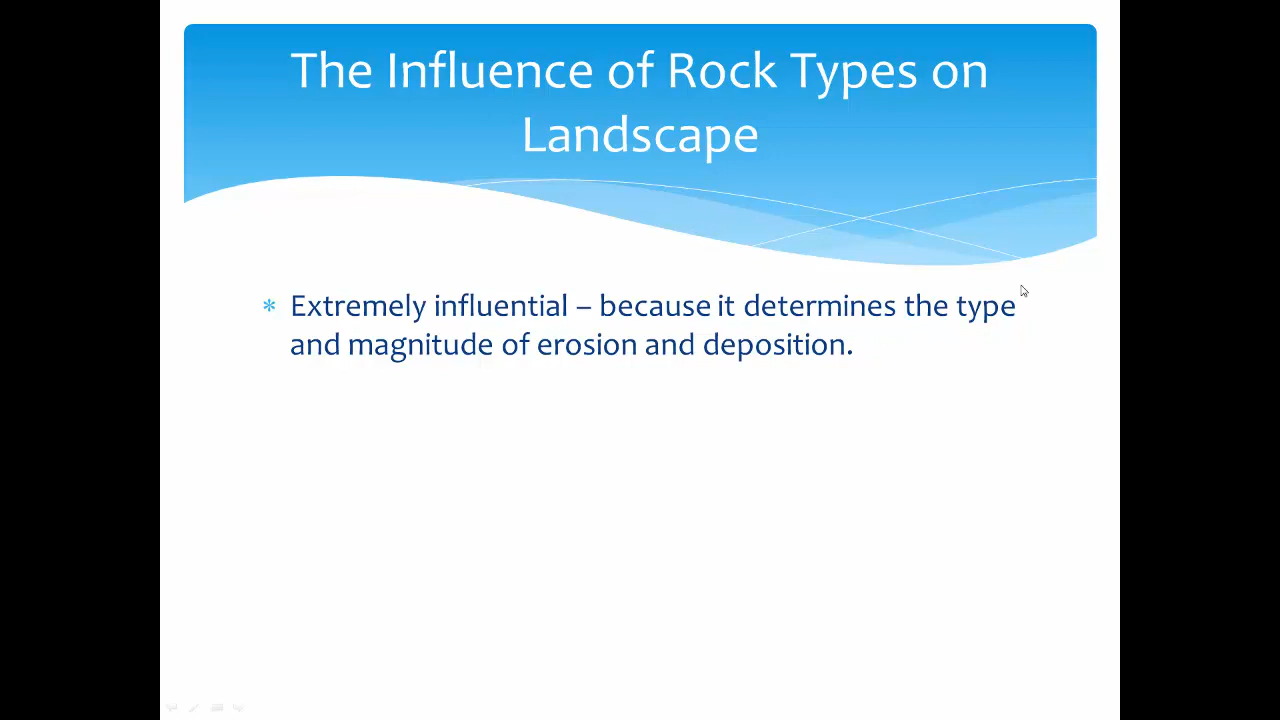 The Influence of Rock Types on
Landscape
* Extremely influential – because it determines the type
and magnitude of erosion and deposition.